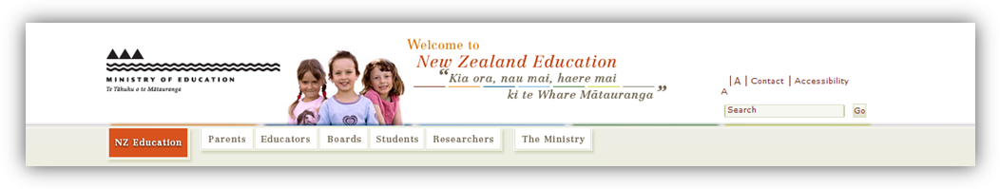 MINISTRY OF EDUCATION
Te Tāhuhu o te Mātauranga
Welcome to
New Zealand Education
“Kia ora, nau mai, haere mai
ki te Whare Mātauranga”
| A | Contact | Accessibility
A
Search Go
NZ Education Parents Educators Boards Students Researchers The Ministry